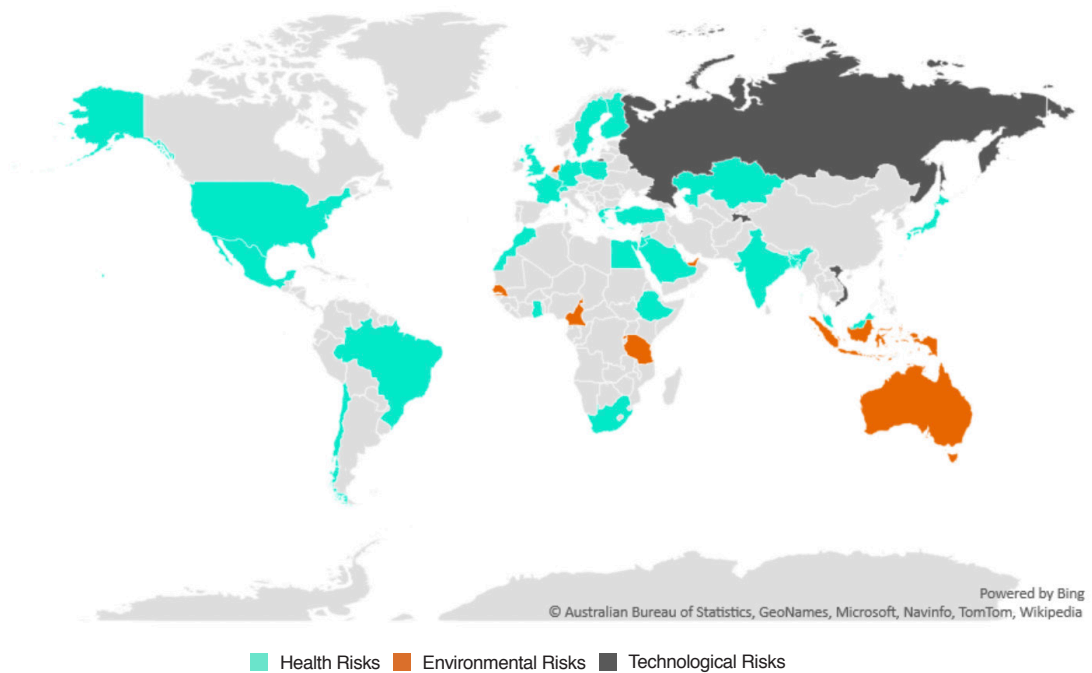 Powered by Bing
© Australian Bureau of Statistics, GeoNames, Microsoft, Navinfo, TomTom, Wikipedia
Health Risks Environmental Risks Technological Risks